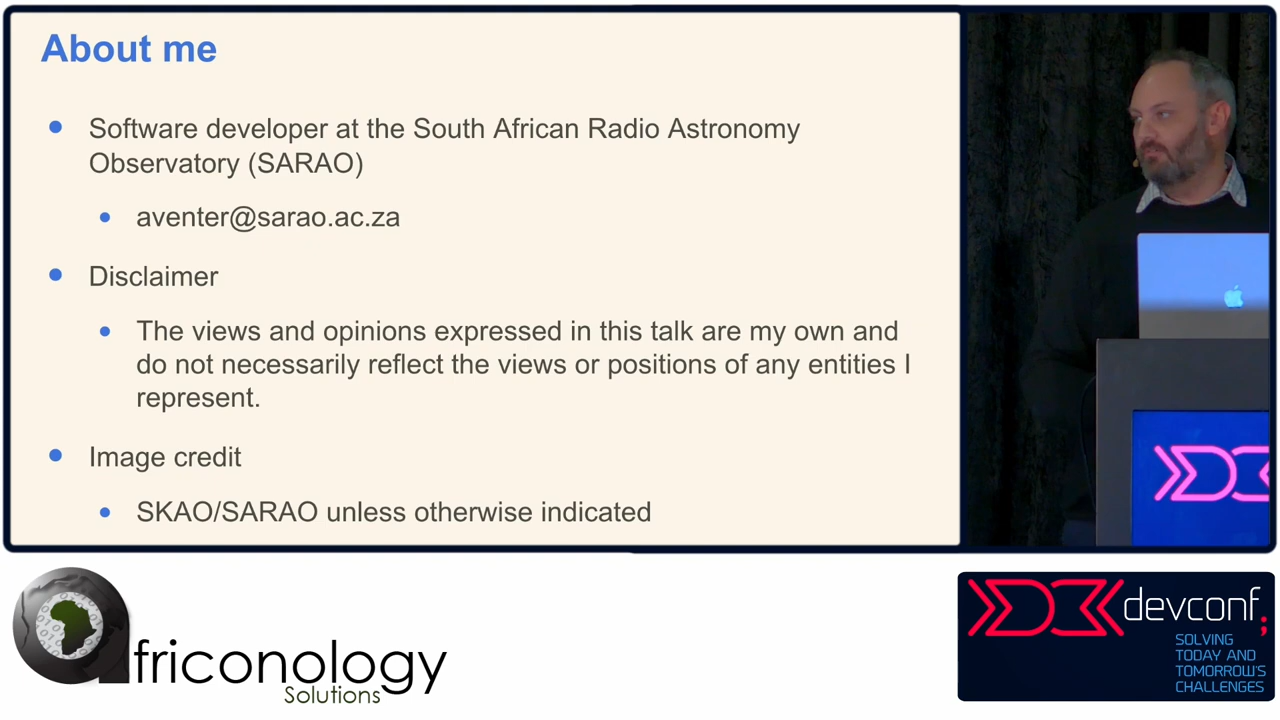 About me
Software developer at the South African Radio Astronomy
Observatory (SARAO)
aventer@sarao.ac.za
Disclaimer
The views and opinions expressed in this talk are my own and
do not necessarily reflect the views or positions of any entities I
represent.
Image credit
SKAO/SARAO unless otherwise indicated
africonology
Solutions
devconf;
SOLVING
TODAY AND
TOMORROW'S
CHALLENGES